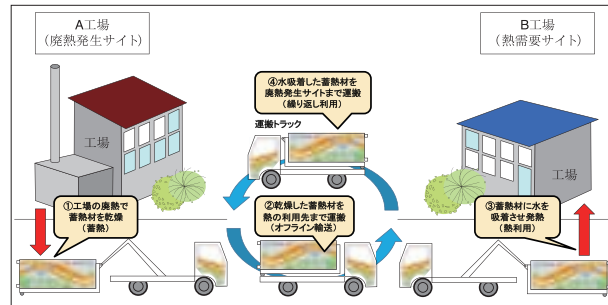 A工場
(廃熱発生サイト)
B工場
(熱需要サイト)
④水吸着した蓄熱材を
廃熱発生サイトまで運搬
(繰り返し利用)
運搬トラック
工場
工場
①工場の廃熱で
蓄熱材を乾燥
(蓄熱)
②乾燥した蓄熱材を
熱の利用先まで運搬
(オフライン輸送)
③蓄熱材に水を
吸着させ発熱
(熱利用)